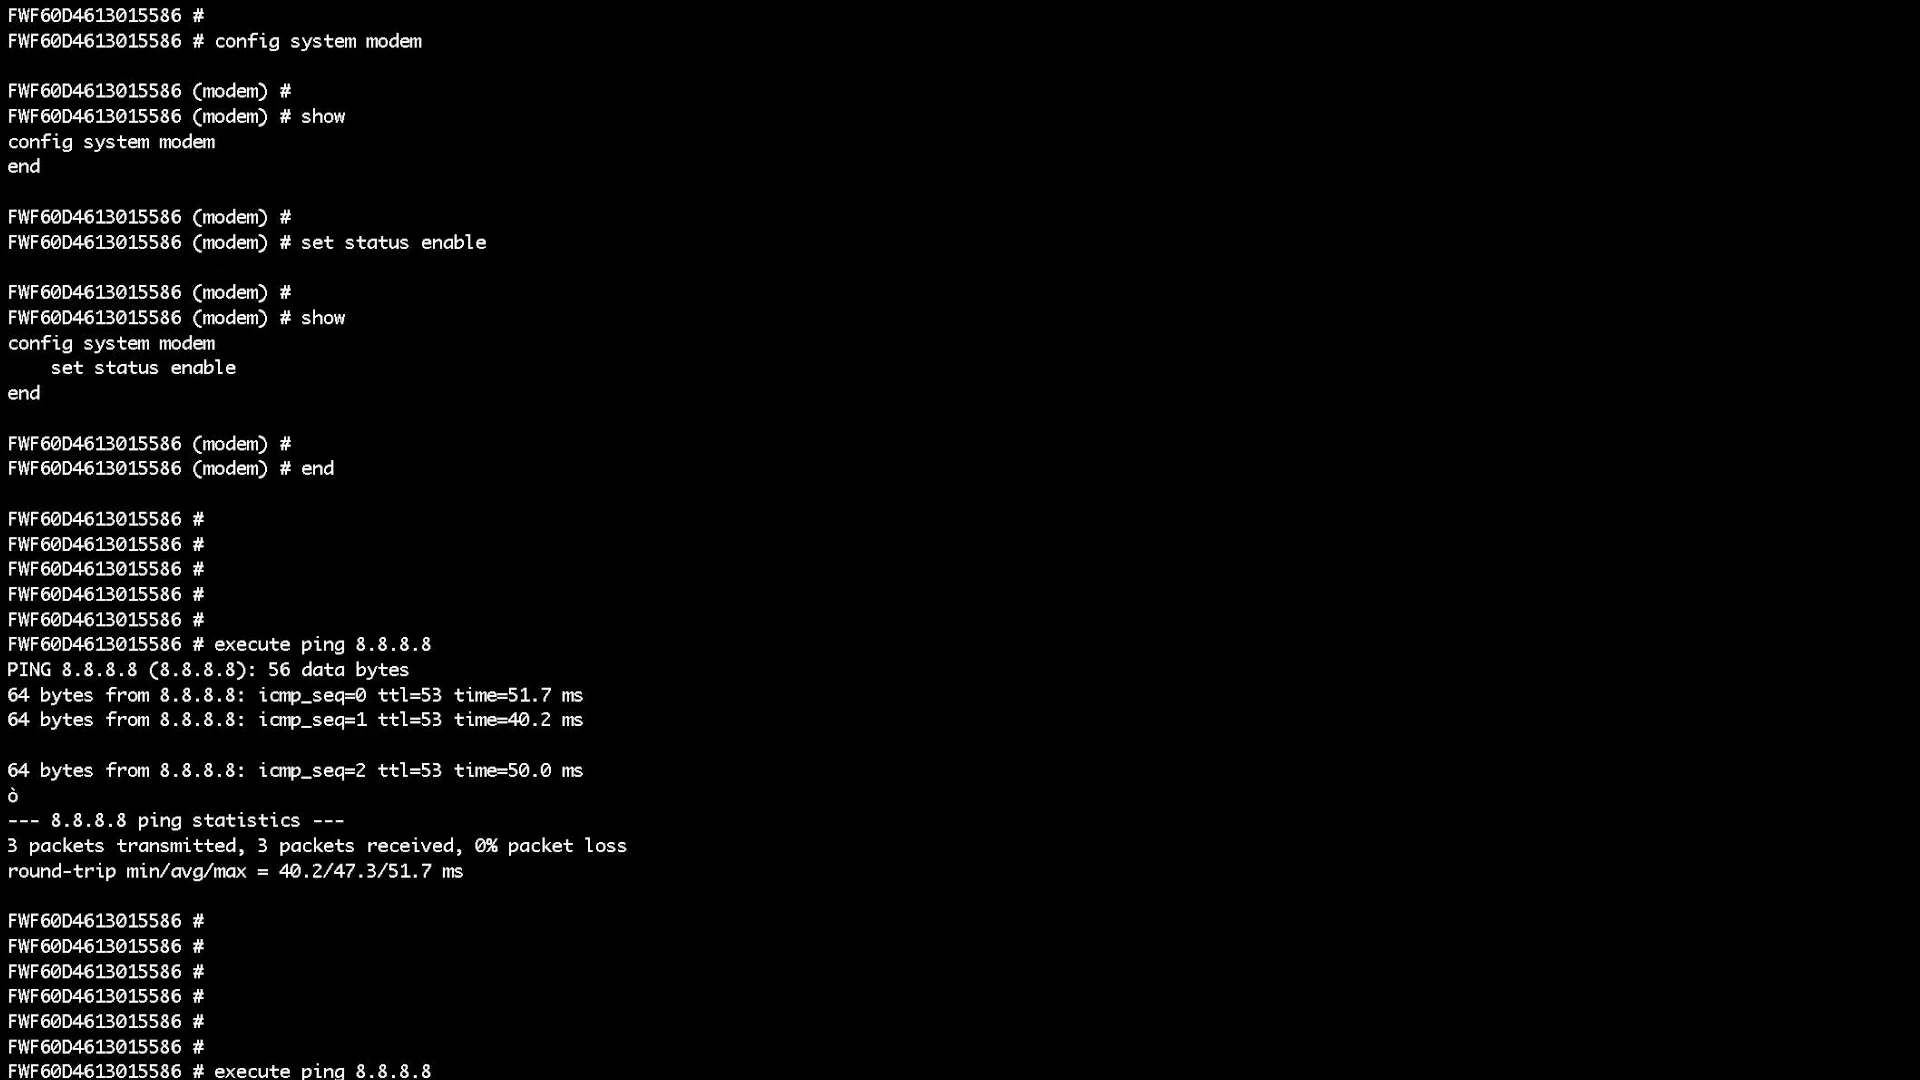 FWF60D4613015586 #
FWF60D4613015586 # config system modem
FWF60D4613015586 (modem) #
FWF60D4613015586 (modem) # show
config system modem
end
FWF60D4613015586 (modem) #
FWF60D4613015586 (modem) # set status enable
FWF60D4613015586 (modem) #
FWF60D4613015586 (modem) # show
config system modem
    set status enable
end
FWF60D4613015586 (modem) #
FWF60D4613015586 (modem) # end
FWF60D4613015586 #
FWF60D4613015586 #
FWF60D4613015586 #
FWF60D4613015586 #
FWF60D4613015586 #
FWF60D4613015586 # execute ping 8.8.8.8
PING 8.8.8.8 (8.8.8.8): 56 data bytes
64 bytes from 8.8.8.8: icmp_seq=0 ttl=53 time=51.7 ms
64 bytes from 8.8.8.8: icmp_seq=1 ttl=53 time=40.2 ms
64 bytes from 8.8.8.8: icmp_seq=2 ttl=53 time=50.0 ms
ò
--- 8.8.8.8 ping statistics ---
3 packets transmitted, 3 packets received, 0% packet loss
round-trip min/avg/max = 40.2/47.3/51.7 ms
FWF60D4613015586 #
FWF60D4613015586 #
FWF60D4613015586 #
FWF60D4613015586 #
FWF60D4613015586 #
FWF60D4613015586 #
FWF60D4613015586 # execute ping 8.8.8.8